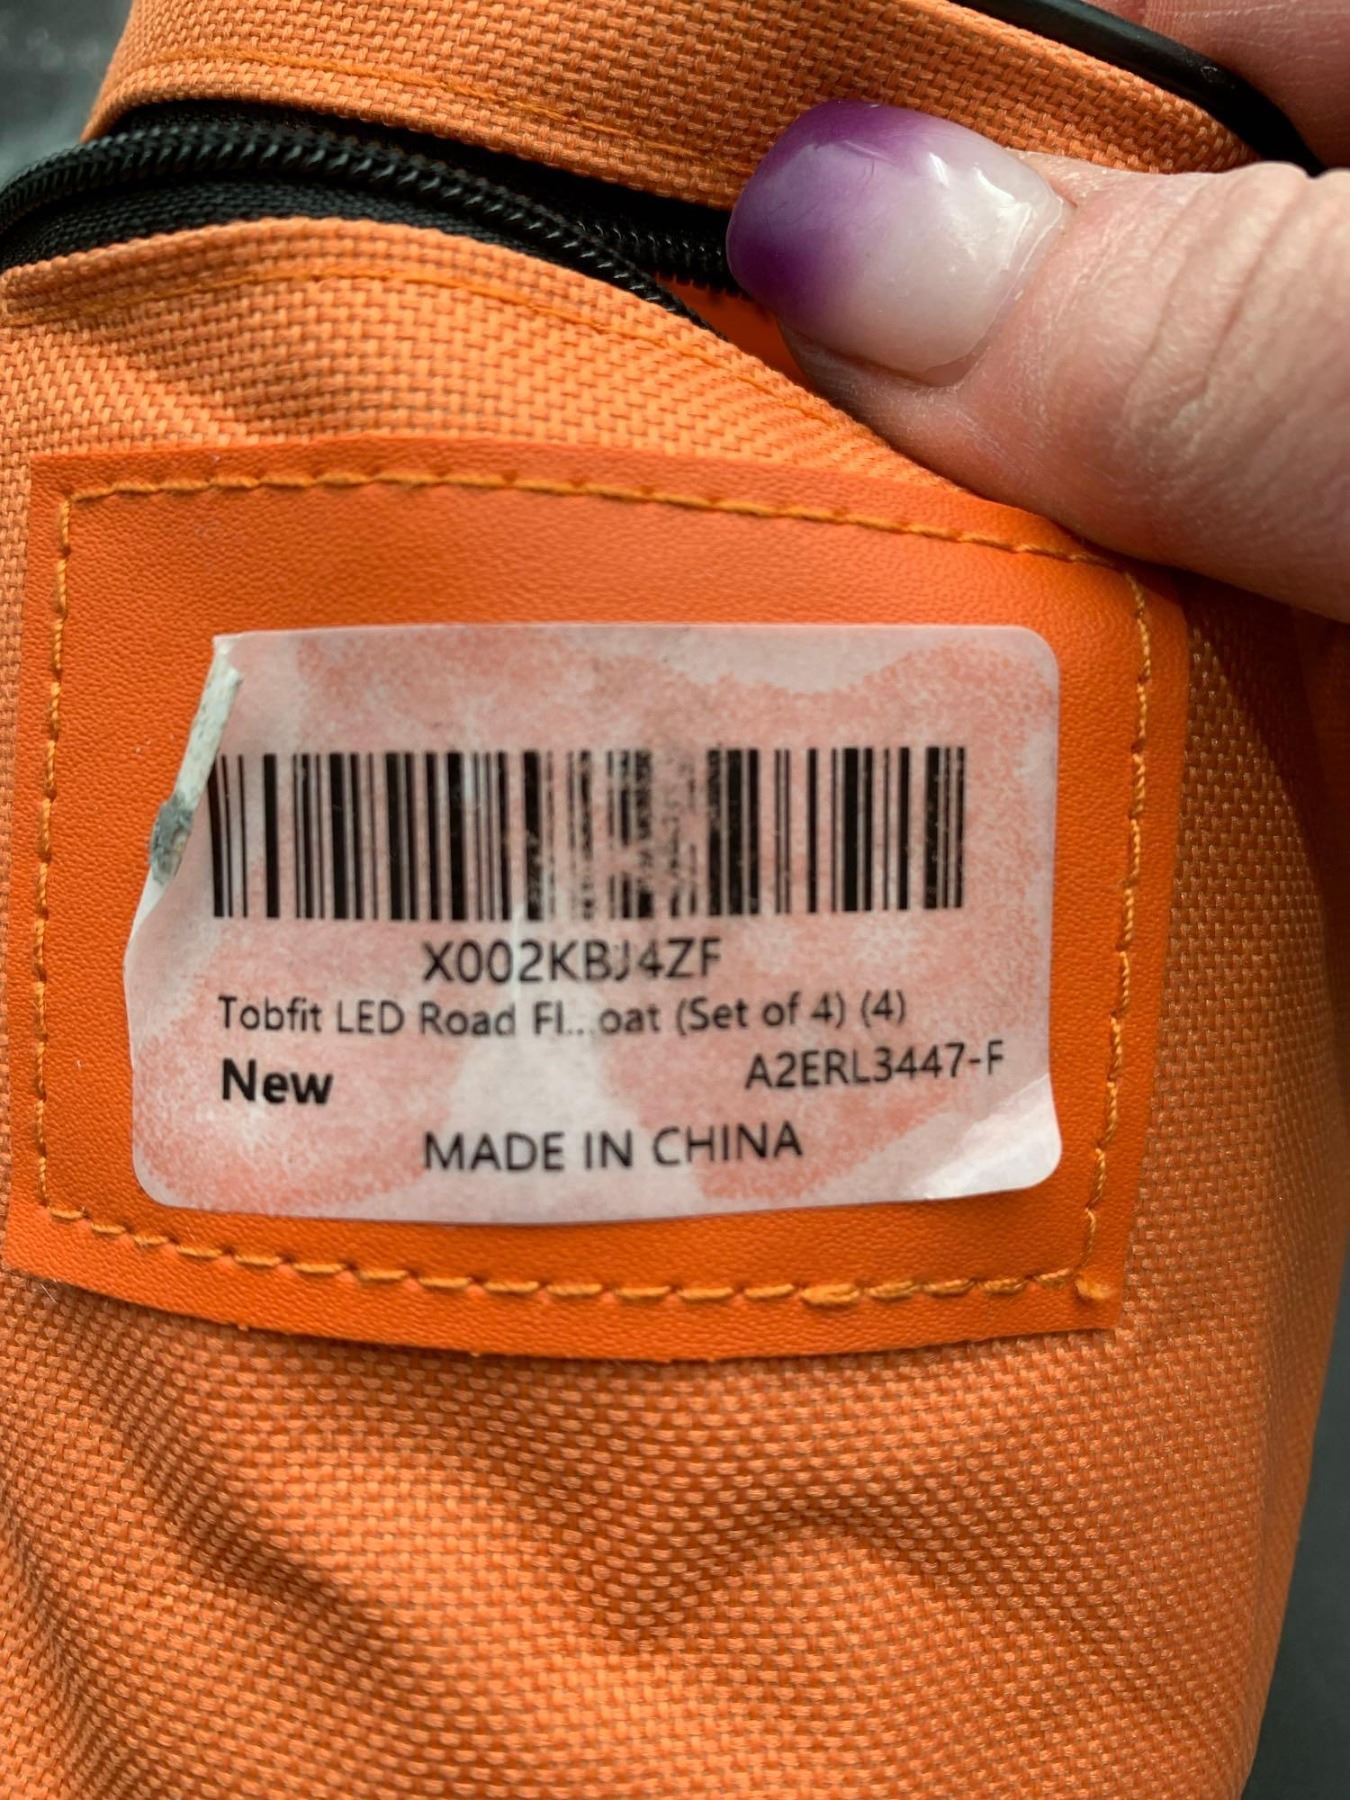 X002KBJ4ZF
Tobfit LED Road Fl...oat (Set of 4) (4)
New
A2ERL3447-F
MADE IN CHINA